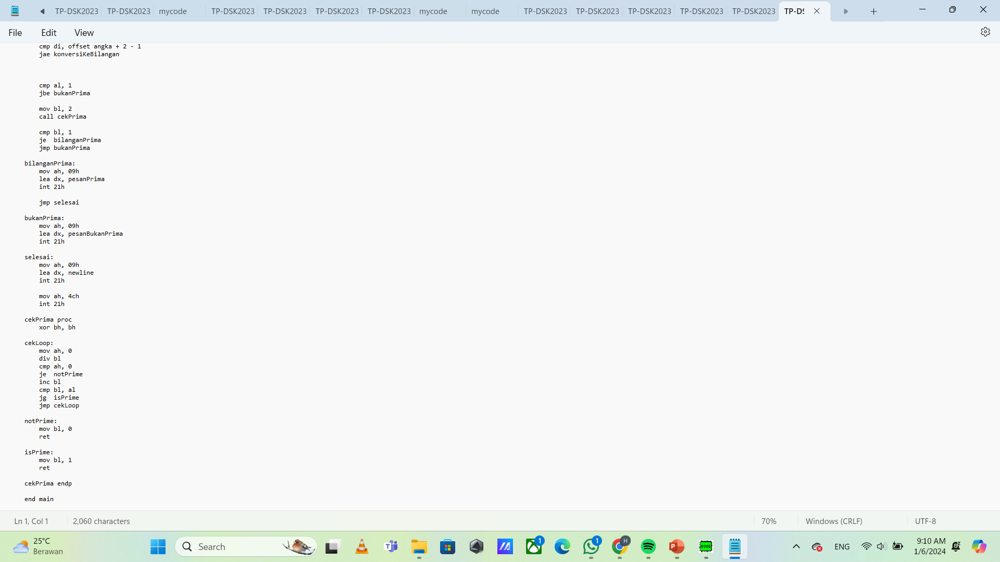 TP-DSK2023
TP-DSK2023
mycode
TP-DSK2023
TP-DSK2023
TP-DSK2023
TP-DSK2023
mycode
mycode
TP-DSK2023
TP-DSK2023
TP-DSK2023
TP-DSK2023
TP-DSK2023
TP-DS
File
Edit
View
cmp di, offset angka + 2 - 1
jae konversiKeBilangan
cmp al, 1
jbe bukanPrima
mov bl, 2
call cekPrima
cmp bl, 1
je  bilanganPrima
jmp bukanPrima
bilanganPrima:
mov ah, 09h
lea dx, pesanPrima
int 21h
jmp selesai
bukanPrima:
mov ah, 09h
lea dx, pesanBukanPrima
int 21h
selesai:
mov ah, 09h
lea dx, newline
int 21h
mov ah, 4ch
int 21h
cekPrima proc
xor bh, bh
cekLoop:
mov ah, 0
div bl
cmp ah, 0
je  notPrime
inc bl
cmp bl, al
jg  isPrime
jmp cekLoop
notPrime:
mov bl, 0
ret
isPrime:
mov bl, 1
ret
cekPrima endp
end main
Ln 1, Col 1
2,060 characters
70%
Windows (CRLF)
UTF-8
25°C
Berawan
Search
1
1
H
8086
ENG
9:10 AM
1/6/2024